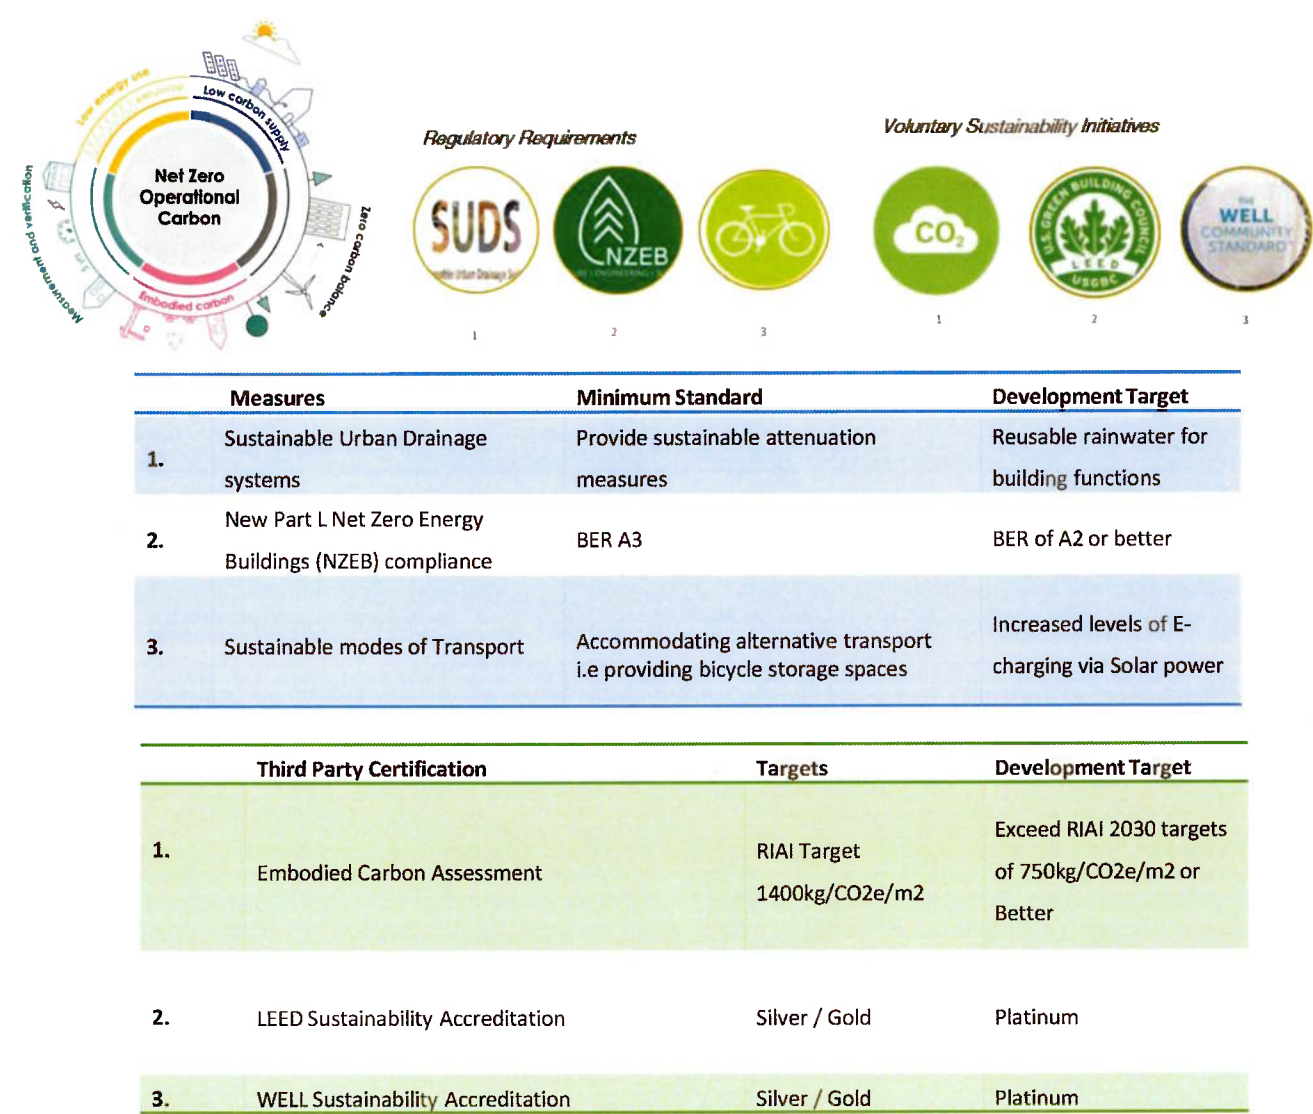 Low energy use
Low carbon supply
Net Zero
Operational
Carbon
Measurement and verification
Zero carbon balance
Embodied carbon
Regulatory Requirements
Voluntary Sustainability Initiatives
SUDS
NZEB
CO2
U.S. GREEN BUILDING COUNCIL
LEED
USGBC
THE
WELL
COMMUNITY
STANDARD
1
2
3
1
2
3
Measures Minimum Standard Development Target
1. Sustainable Urban Drainage
systems
Provide sustainable attenuation
measures
Reusable rainwater for
building functions
2. New Part L Net Zero Energy
Buildings (NZEB) compliance
BER A3
BER of A2 or better
3. Sustainable modes of Transport
Accommodating alternative transport
i.e providing bicycle storage spaces
Increased levels of E-
charging via Solar power
Third Party Certification Targets Development Target
1. Embodied Carbon Assessment
RIAI Target
1400kg/CO2e/m2
Exceed RIAI 2030 targets
of 750kg/CO2e/m2 or
Better
2. LEED Sustainability Accreditation Silver / Gold Platinum
3. WELL Sustainability Accreditation Silver / Gold Platinum